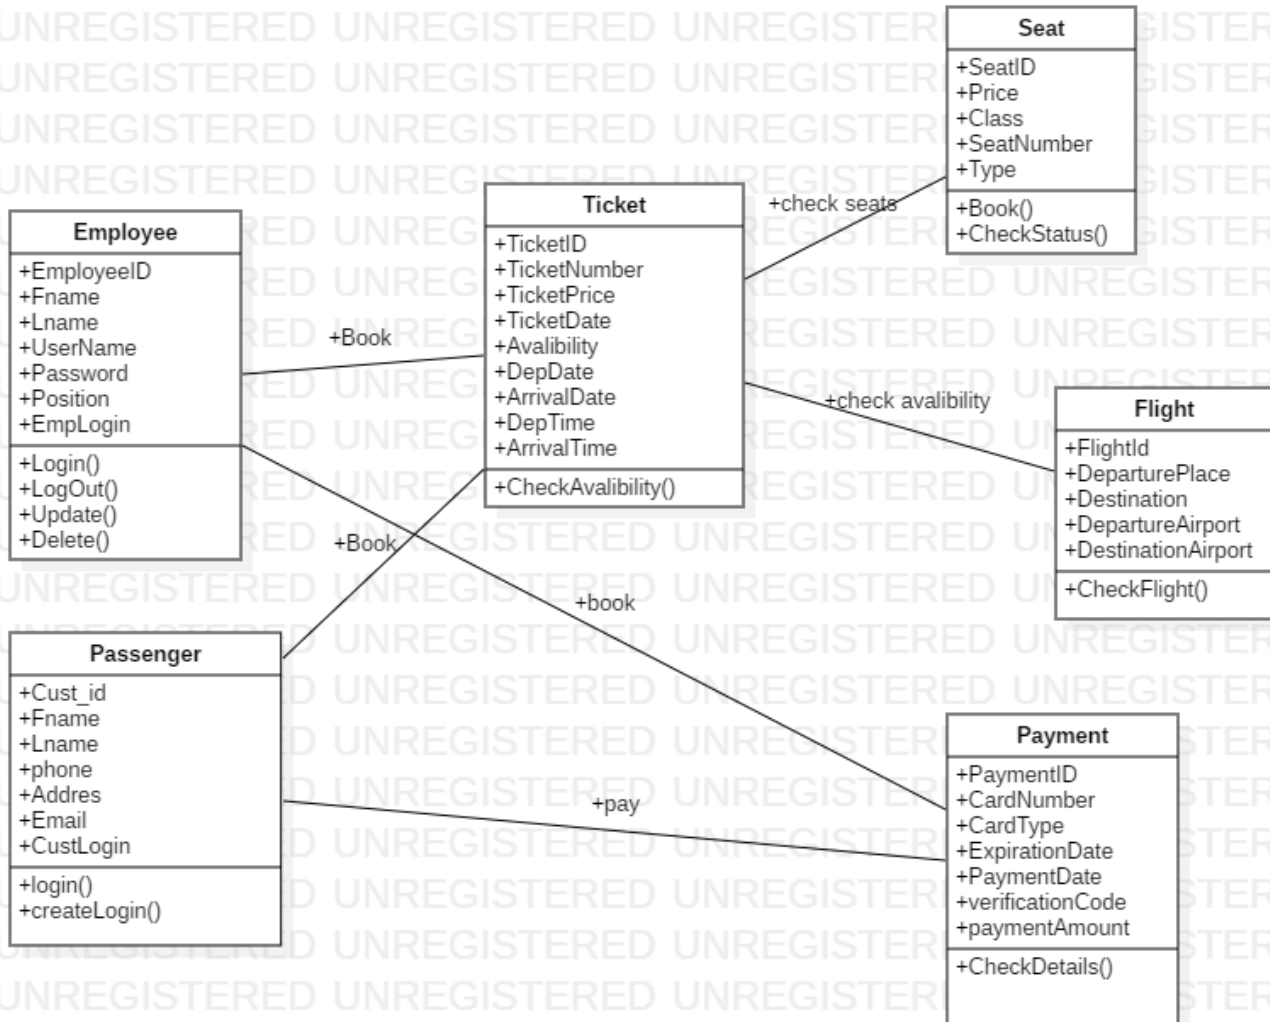 UNREGISTERED UNREGISTERED UNREGISTERED UNREGISTERED
Seat
+SeatID
+Price
+Class
+SeatNumber
+Type
+Book()
+CheckStatus()
Ticket
+TicketID
+TicketNumber
+TicketPrice
+TicketDate
+Avalibility
+DepDate
+ArrivalDate
+DepTime
+ArrivalTime
+CheckAvalibility()
+check seats
Employee
+EmployeeID
+Fname
+Lname
+UserName
+Password
+Position
+EmpLogin
+Login()
+LogOut()
+Update()
+Delete()
+Book
+check avalibility
Flight
+FlightId
+DeparturePlace
+Destination
+DepartureAirport
+DestinationAirport
+CheckFlight()
+Book
+book
Passenger
+Cust_id
+Fname
+Lname
+phone
+Addres
+Email
+CustLogin
+login()
+createLogin()
+pay
Payment
+PaymentID
+CardNumber
+CardType
+ExpirationDate
+PaymentDate
+verificationCode
+paymentAmount
+CheckDetails()